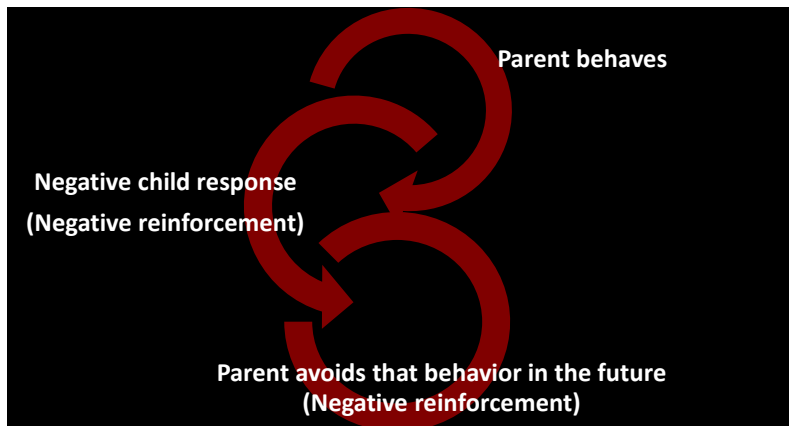 Parent behaves
Negative child response
(Negative reinforcement)
Parent avoids that behavior in the future
(Negative reinforcement)